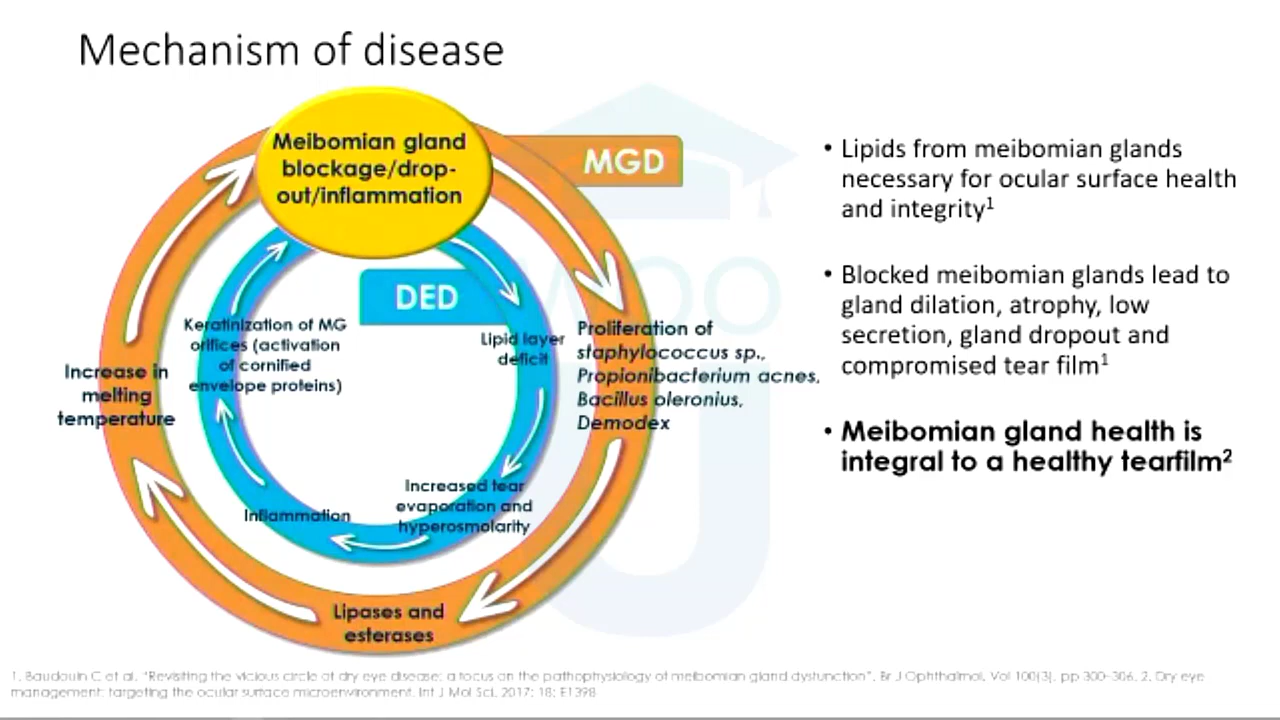 Mechanism of disease
Meibomian gland
blockage/drop-
out/inflammation
MGD
DED
Keratinization of MG
orifices (activation
of cornified
envelope proteins)
Lipid layer
deficit
Proliferation of
staphylococcus sp.,
Propionibacterium acnes,
Bacillus oleronius,
Demodex
Increase in
melting
temperature
Increased tear
evaporation and
hyperosmolarity
Inflammation
Lipases and
esterases
• Lipids from meibomian glands
necessary for ocular surface health
and integrity1
• Blocked meibomian glands lead to
gland dilation, atrophy, low
secretion, gland dropout and
compromised tear film1
• Meibomian gland health is
integral to a healthy tearfilm2
1. Baudouin C et al. "Revisiting the vicious circle of dry eye disease: a focus on the pathophysiology of meibomian gland dysfunction". Br J Ophthalmol. Vol 100(3). pp 300-306. 2. Dry eye
management: targeting the ocular surface microenvironment. Int J Mol Sci. 2017; 18; E1398